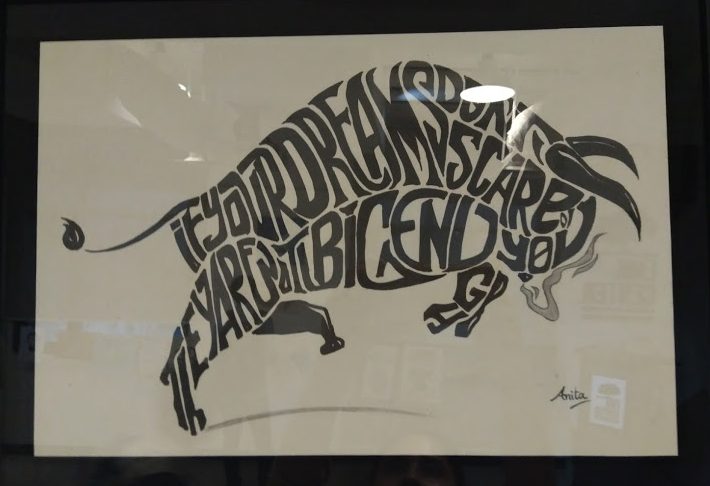 iF YOUR DREAMS DON'T
SCARE YOU
THEY ARE NOT BIG ENOUGH
Anita